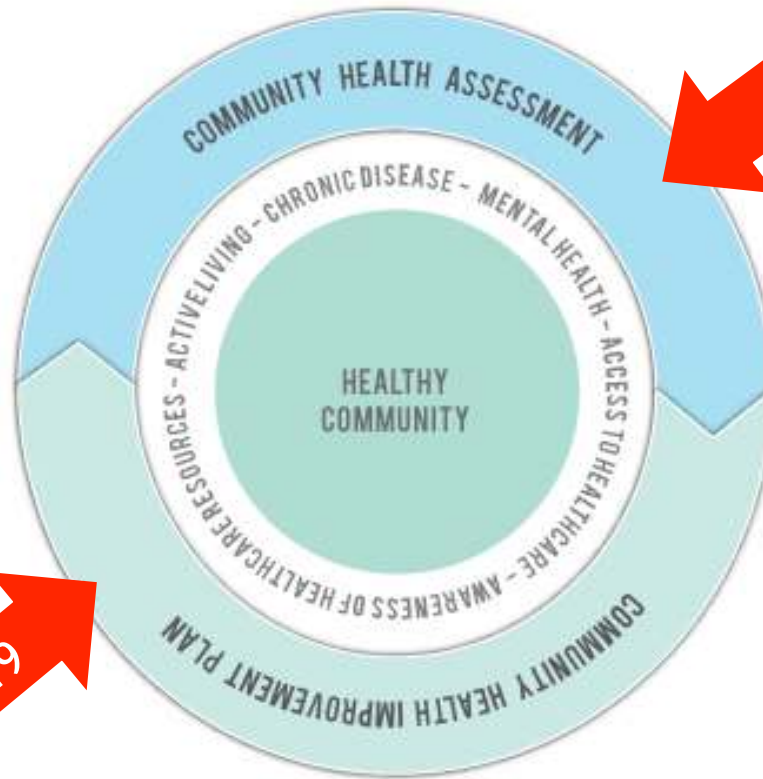 COMMUNITY HEALTH ASSESSMENT
ACTIVE LIVING - CHRONIC DISEASE - MENTAL HEALTH - ACCESS TO HEALTHCARE - AWARENESS OF HEALTHCARE RESOURCES -
HEALTHY
COMMUNITY
COMMUNITY HEALTH IMPROVEMENT PLAN